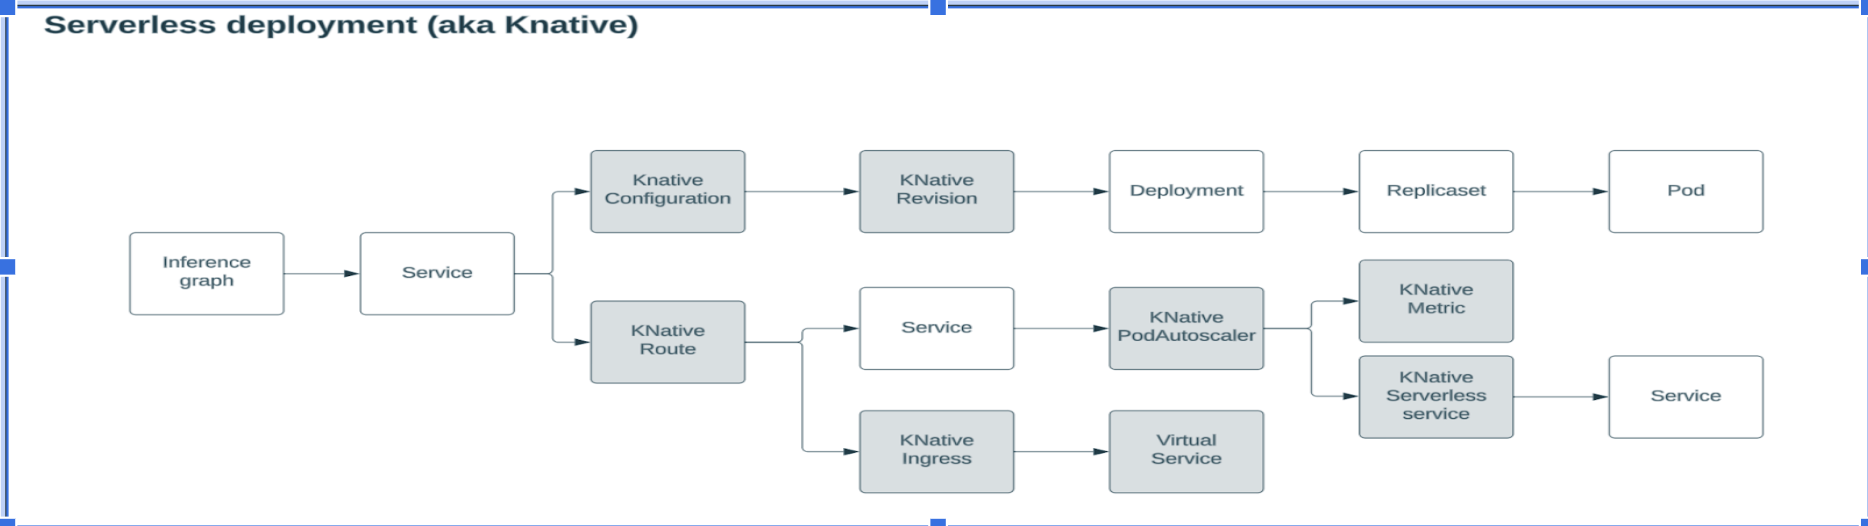 Serverless deployment (aka Knative)
Knative
Configuration
KNative
Revision
Deployment
Replicaset
Pod
Inference
graph
Service
KNative
Route
Service
KNative
PodAutoscaler
KNative
Metric
KNative
Serverless
service
Service
KNative
Ingress
Virtual
Service